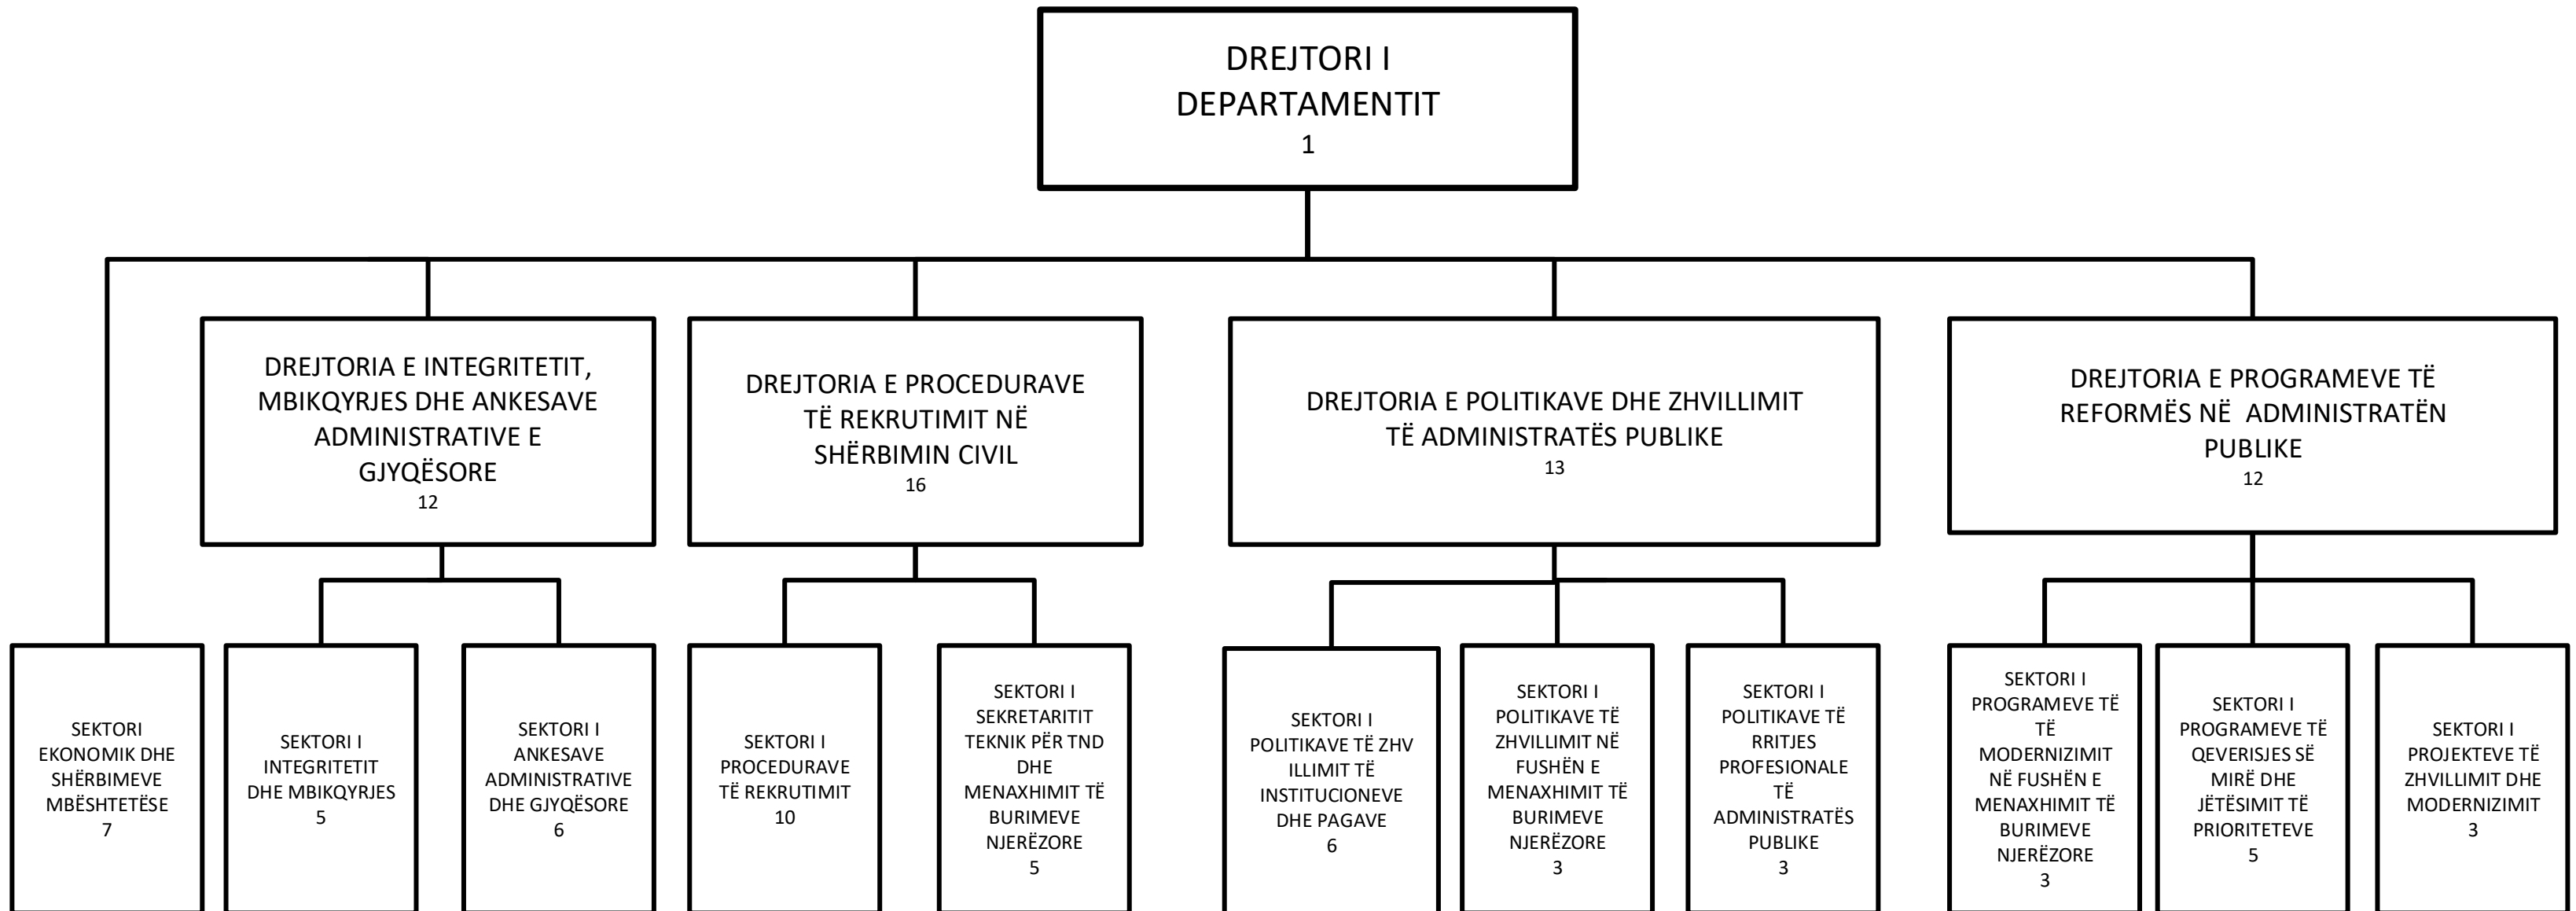 DREJTORI I
DEPARTAMENTIT
1
DREJTORIA E INTEGRITETIT,
MBIKQYRJES DHE ANKESAVE
ADMINISTRATIVE E
GJYQËSORE
12
DREJTORIA E PROCEDURAVE
TË REKRUTIMIT NË
SHËRBIMIN CIVIL
16
DREJTORIA E POLITIKAVE DHE ZHVILLIMIT
TË ADMINISTRATËS PUBLIKE
13
DREJTORIA E PROGRAMEVE TË
REFORMËS NË ADMINISTRATËN
PUBLIKE
12
SEKTORI
EKONOMIK DHE
SHËRBIMEVE
MBËSHTETËSE
7
SEKTORI I
INTEGRITETIT
DHE MBIKQYRJES
5
SEKTORI I
ANKESAVE
ADMINISTRATIVE
DHE GJYQËSORE
6
SEKTORI I
PROCEDURAVE
TË REKRUTIMIT
10
SEKTORI I
SEKRETARITIT
TEKNIK PËR TND
DHE
MENAXHIMIT TË
BURIMEVE
NJERËZORE
5
SEKTORI I
POLITIKAVE TË ZHV
ILLIMIT TË
INSTITUCIONEVE
DHE PAGAVE
6
SEKTORI I
POLITIKAVE TË
ZHVILLIMIT NË
FUSHËN E
MENAXHIMIT TË
BURIMEVE
NJERËZORE
3
SEKTORI I
POLITIKAVE TË
RRITJES
PROFESIONALE
TË
ADMINISTRATËS
PUBLIKE
3
SEKTORI I
PROGRAMEVE TË
TË
MODERNIZIMIT
NË FUSHËN E
MENAXHIMIT TË
BURIMEVE
NJERËZORE
3
SEKTORI I
PROGRAMEVE TË
QEVERISJES SË
MIRË DHE
JËTËSIMIT TË
PRIORITETEVE
5
SEKTORI I
PROJEKTEVE TË
ZHVILLIMIT DHE
MODERNIZIMIT
3